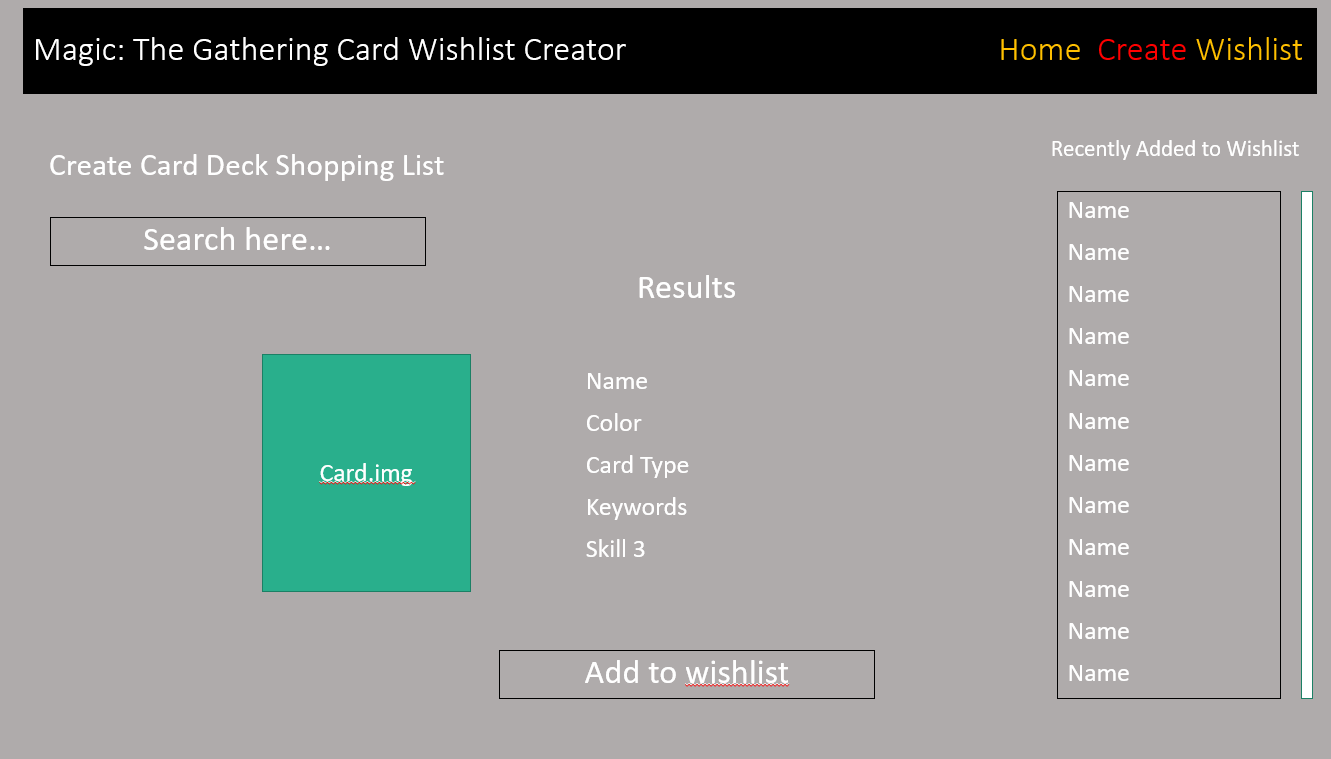 Magic: The Gathering Card Wishlist Creator
Home Create Wishlist
Create Card Deck Shopping List
Search here...
Results
Card.img
Name
Color
Card Type
Keywords
Skill 3
Add to wishlist
Recently Added to Wishlist
Name
Name
Name
Name
Name
Name
Name
Name
Name
Name
Name
Name